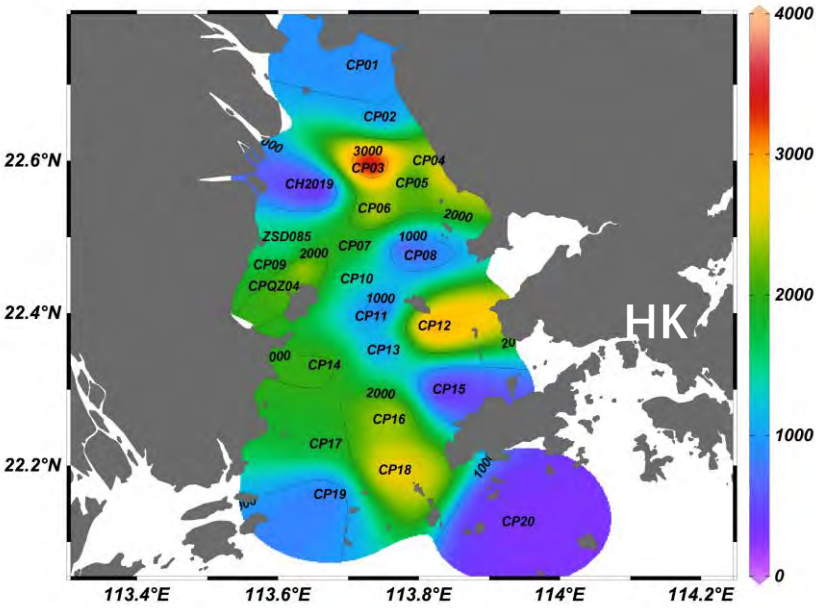 4000
CP01
CP02
000
3000
22.6°N
CP03
CP04
3000
CH2019
CP05
CP06
2000
ZSD085
1000
CP07
2000
CP08
CP09
CP10
CPQZ04
2000
1000
22.4°N
CP11
CP12
HK
CP13
20
000
CP14
CP15
2000
CP16
CP17
1000
22.2°N
CP18
1000
CP19
00
CP20
0
113.4°E
113.6°E
113.8°E
114°E
114.2°E